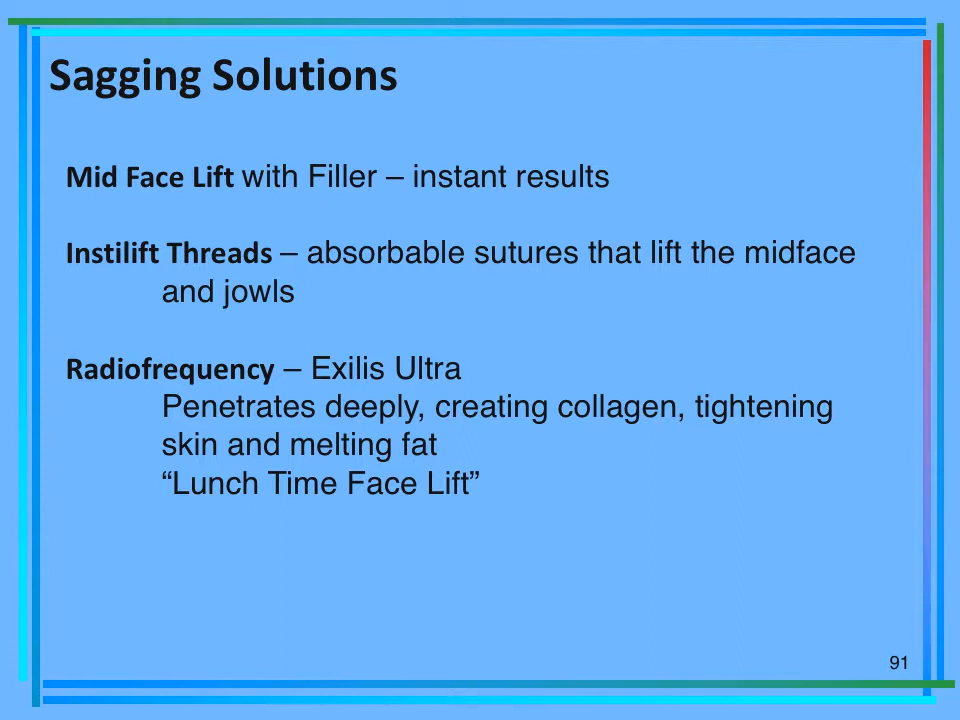 Sagging Solutions
Mid Face Lift with Filler – instant results
Instilift Threads – absorbable sutures that lift the midface
and jowls
Radiofrequency – Exilis Ultra
Penetrates deeply, creating collagen, tightening
skin and melting fat
“Lunch Time Face Lift”
91